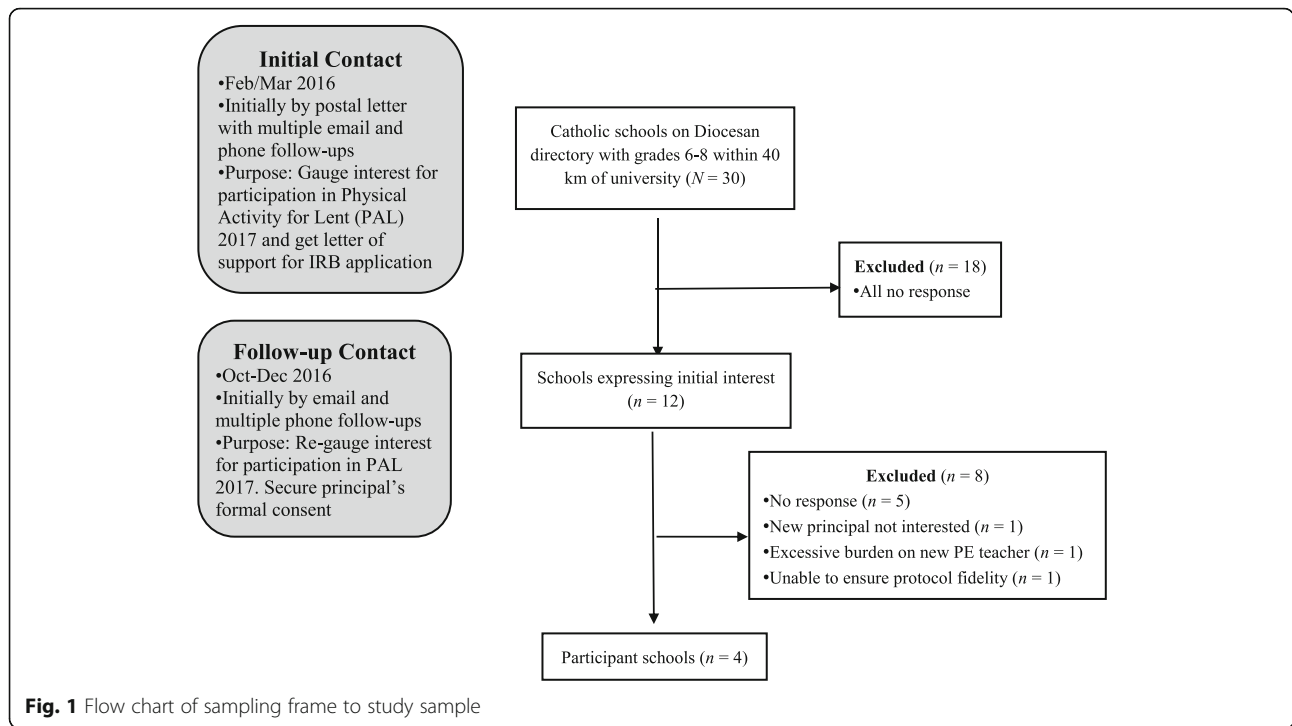 Initial Contact
•Feb/Mar 2016
•Initially by postal letter
with multiple email and
phone follow-ups
•Purpose: Gauge interest for
participation in Physical
Activity for Lent (PAL)
2017 and get letter of
support for IRB application
Catholic schools on Diocesan
directory with grades 6-8 within 40
km of university (N = 30)
Excluded (n = 18)
•All no response
Follow-up Contact
•Oct-Dec 2016
•Initially by email and
multiple phone follow-ups
•Purpose: Re-gauge interest
for participation in PAL
2017. Secure principal's
formal consent
Schools expressing initial interest
(n = 12)
Excluded (n = 8)
•No response (n = 5)
•New principal not interested (n = 1)
•Excessive burden on new PE teacher (n = 1)
•Unable to ensure protocol fidelity (n = 1)
Participant schools (n = 4)
Fig. 1 Flow chart of sampling frame to study sample